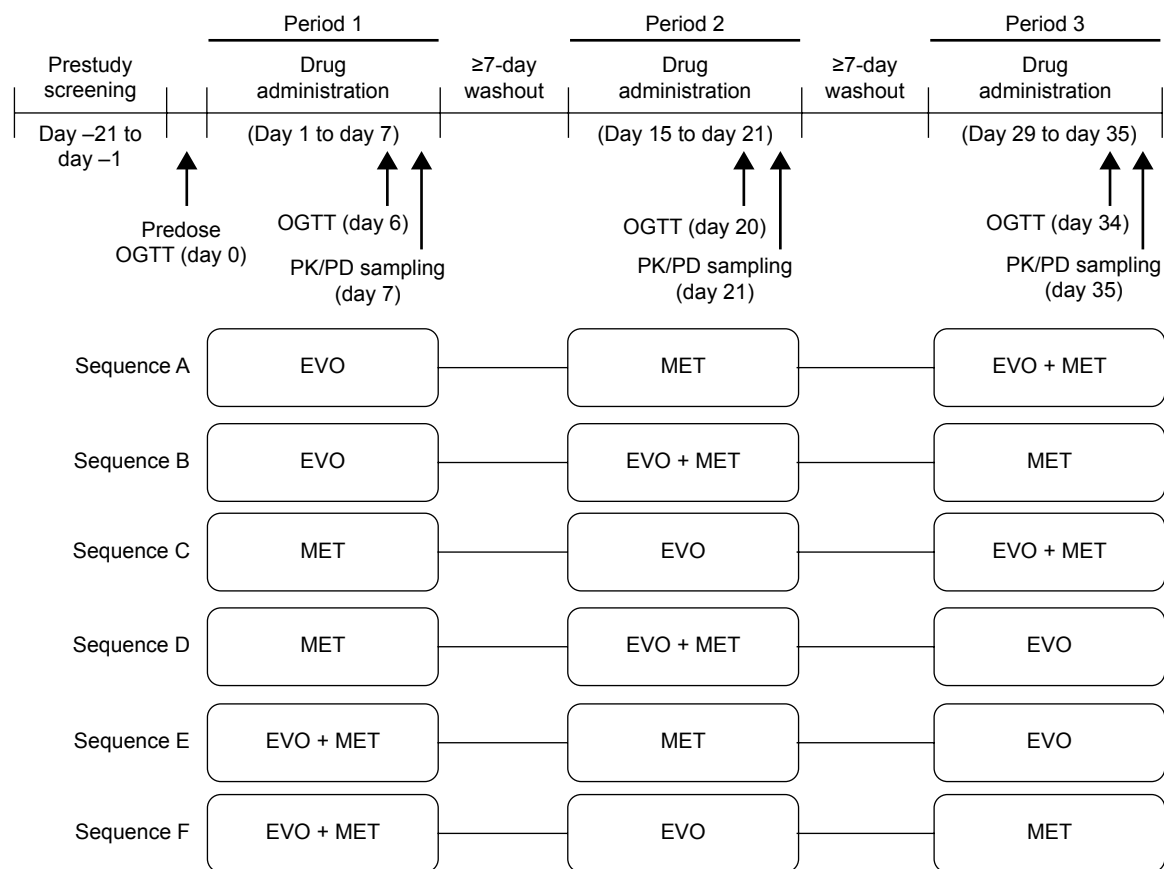 Period 1
Period 2
Period 3
Prestudy
screening
Drug
administration
≥7-day
washout
Drug
administration
≥7-day
washout
Drug
administration
Day –21 to
day –1
(Day 1 to day 7)
(Day 15 to day 21)
(Day 29 to day 35)
Predose
OGTT (day 0)
OGTT (day 6)
PK/PD sampling
(day 7)
OGTT (day 20)
PK/PD sampling
(day 21)
OGTT (day 34)
PK/PD sampling
(day 35)
Sequence A EVO MET EVO + MET
Sequence B EVO EVO + MET MET
Sequence C MET EVO EVO + MET
Sequence D MET EVO + MET EVO
Sequence E EVO + MET MET EVO
Sequence F EVO + MET EVO MET